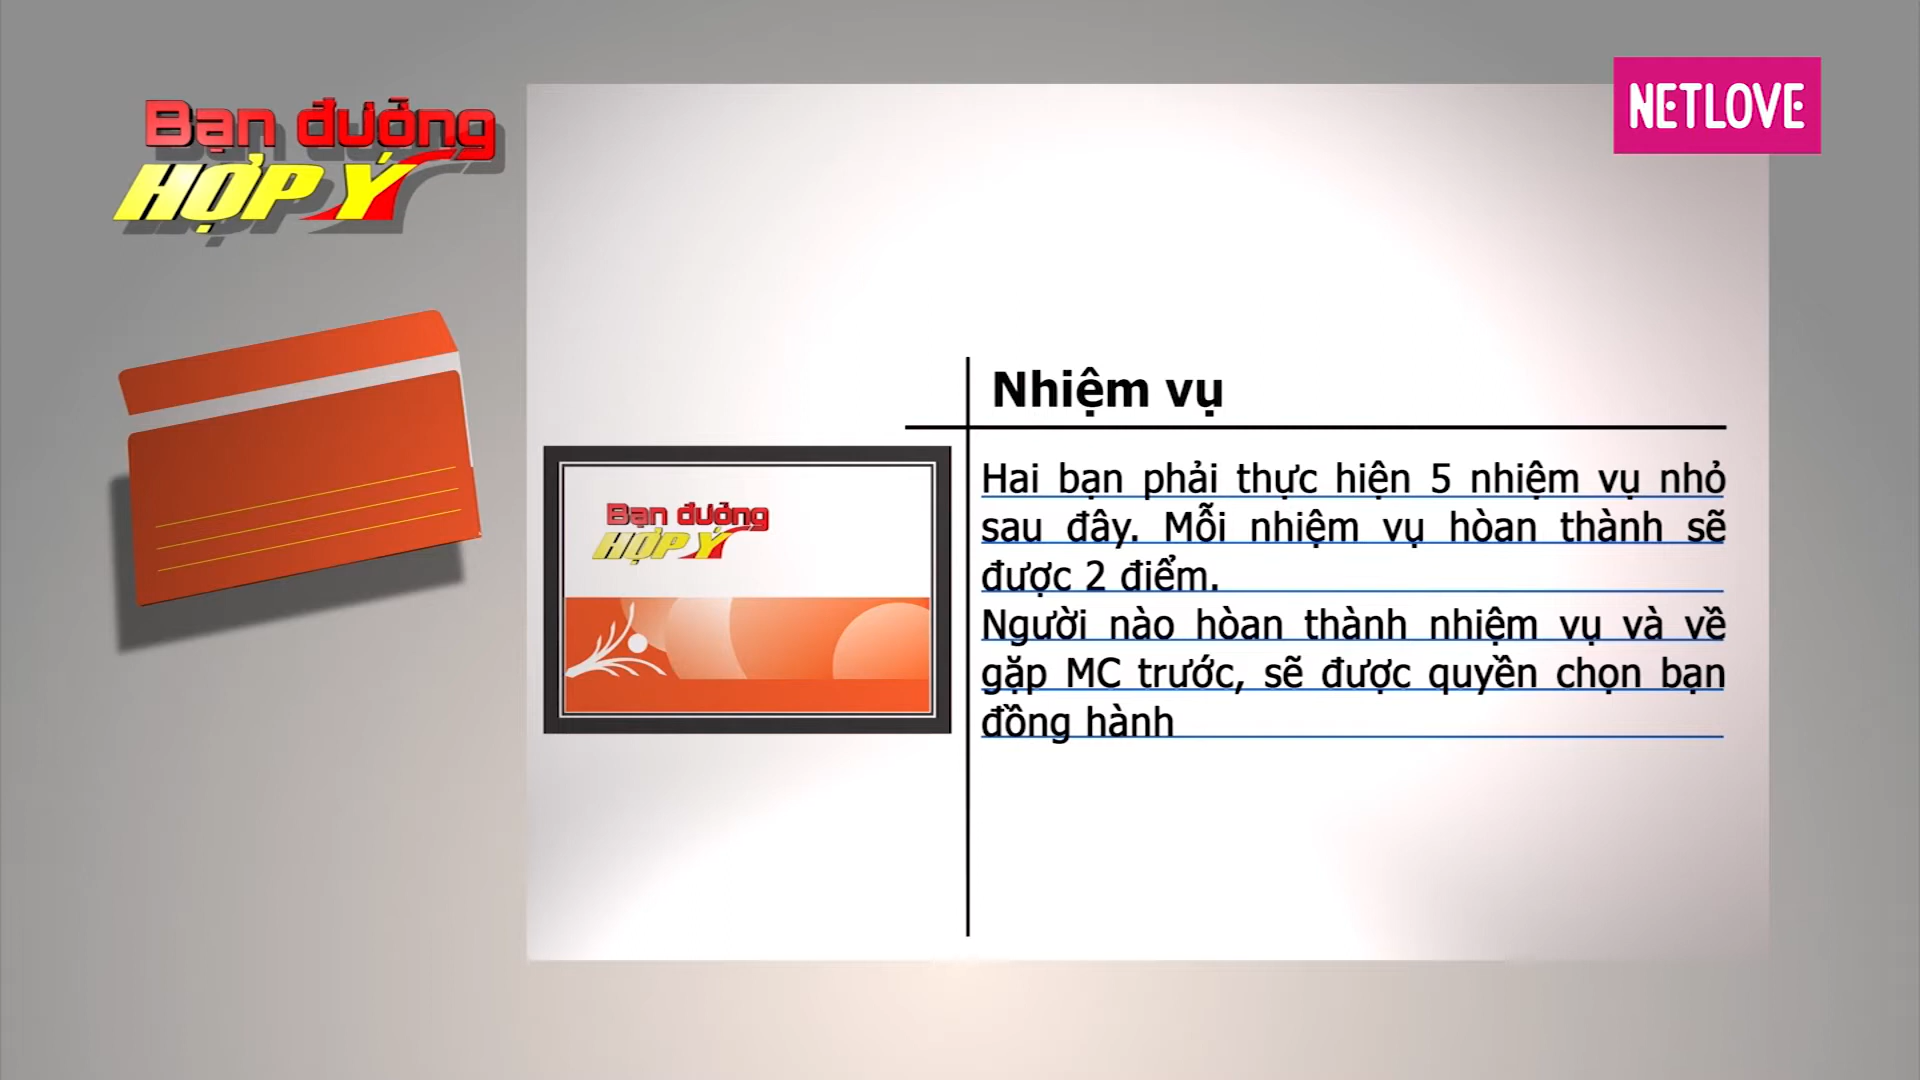 Bạn đường
HỢP Ý
NETLOVE
Nhiệm vụ
Bạn đường
HỢP Ý
Hai bạn phải thực hiện 5 nhiệm vụ nhỏ
sau đây. Mỗi nhiệm vụ hòan thành sẽ
được 2 điểm.
Người nào hòan thành nhiệm vụ và về
gặp MC trước, sẽ được quyền chọn bạn
đồng hành